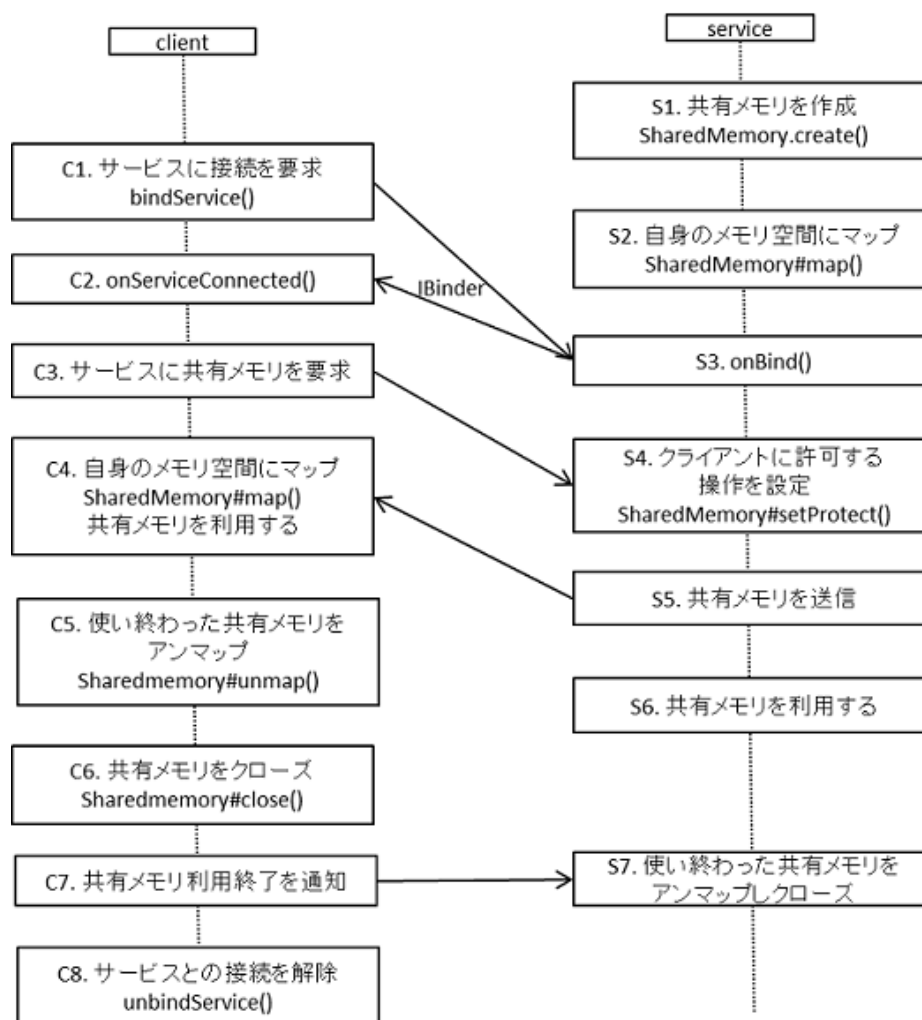 client
service
S1. 共有メモリを作成
SharedMemory.create()
C1. サービスに接続を要求
bindService()
S2. 自身のメモリ空間にマップ
SharedMemory#map()
C2. onServiceConnected()
IBinder
S3. onBind()
C3. サービスに共有メモリを要求
C4. 自身のメモリ空間にマップ
SharedMemory#map()
共有メモリを利用する
S4. クライアントに許可する
操作を設定
SharedMemory#setProtect()
S5. 共有メモリを送信
C5. 使い終わった共有メモリを
アンマップ
Sharedmemory#unmap()
S6. 共有メモリを利用する
C6. 共有メモリをクローズ
Sharedmemory#close()
C7. 共有メモリ利用終了を通知
S7. 使い終わった共有メモリを
アンマップしクローズ
C8. サービスとの接続を解除
unbindService()